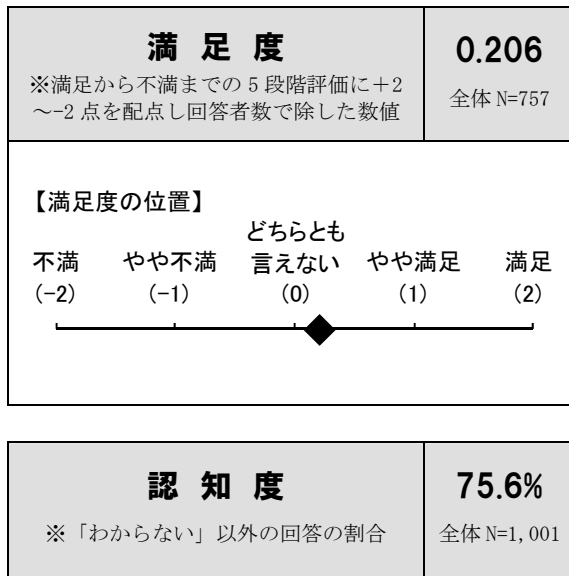 満足度
※満足から不満までの5段階評価に+2
～-2点を配点し回答者数で除した数値
0.206
全体 N=757
【満足度の位置】
どちらとも
不満 やや不満 言えない やや満足 満足
(-2) (-1) (0) (1) (2)
認知度
※「わからない」以外の回答の割合
75.6%
全体 N=1,001